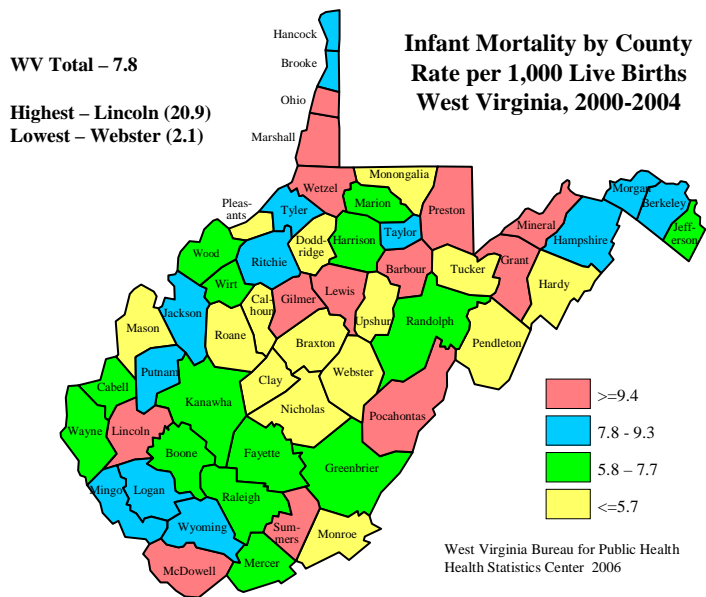 Infant Mortality by County
Rate per 1,000 Live Births
West Virginia, 2000-2004
WV Total – 7.8
Highest – Lincoln (20.9)
Lowest – Webster (2.1)
Hancock
Brooke
Ohio
Marshall
Wetzel
Monongalia
Marion
Preston
Pleas-
ants
Tyler
Dodd-
ridge
Harrison
Taylor
Mineral
Morgan
Berkeley
Jeff-
erson
Hampshire
Wood
Ritchie
Barbour
Tucker
Grant
Hardy
Wirt
Cal-
houn
Gilmer
Lewis
Upshur
Randolph
Pendleton
Jackson
Mason
Roane
Braxton
Webster
Putnam
Clay
Cabell
Kanawha
Nicholas
Pocahontas
Wayne
Lincoln
Boone
Fayette
Greenbrier
Mingo
Logan
Raleigh
Wyoming
Sum-
mers
Monroe
McDowell
Mercer
>=9.4
7.8 - 9.3
5.8 – 7.7
<=5.7
West Virginia Bureau for Public Health
Health Statistics Center  2006